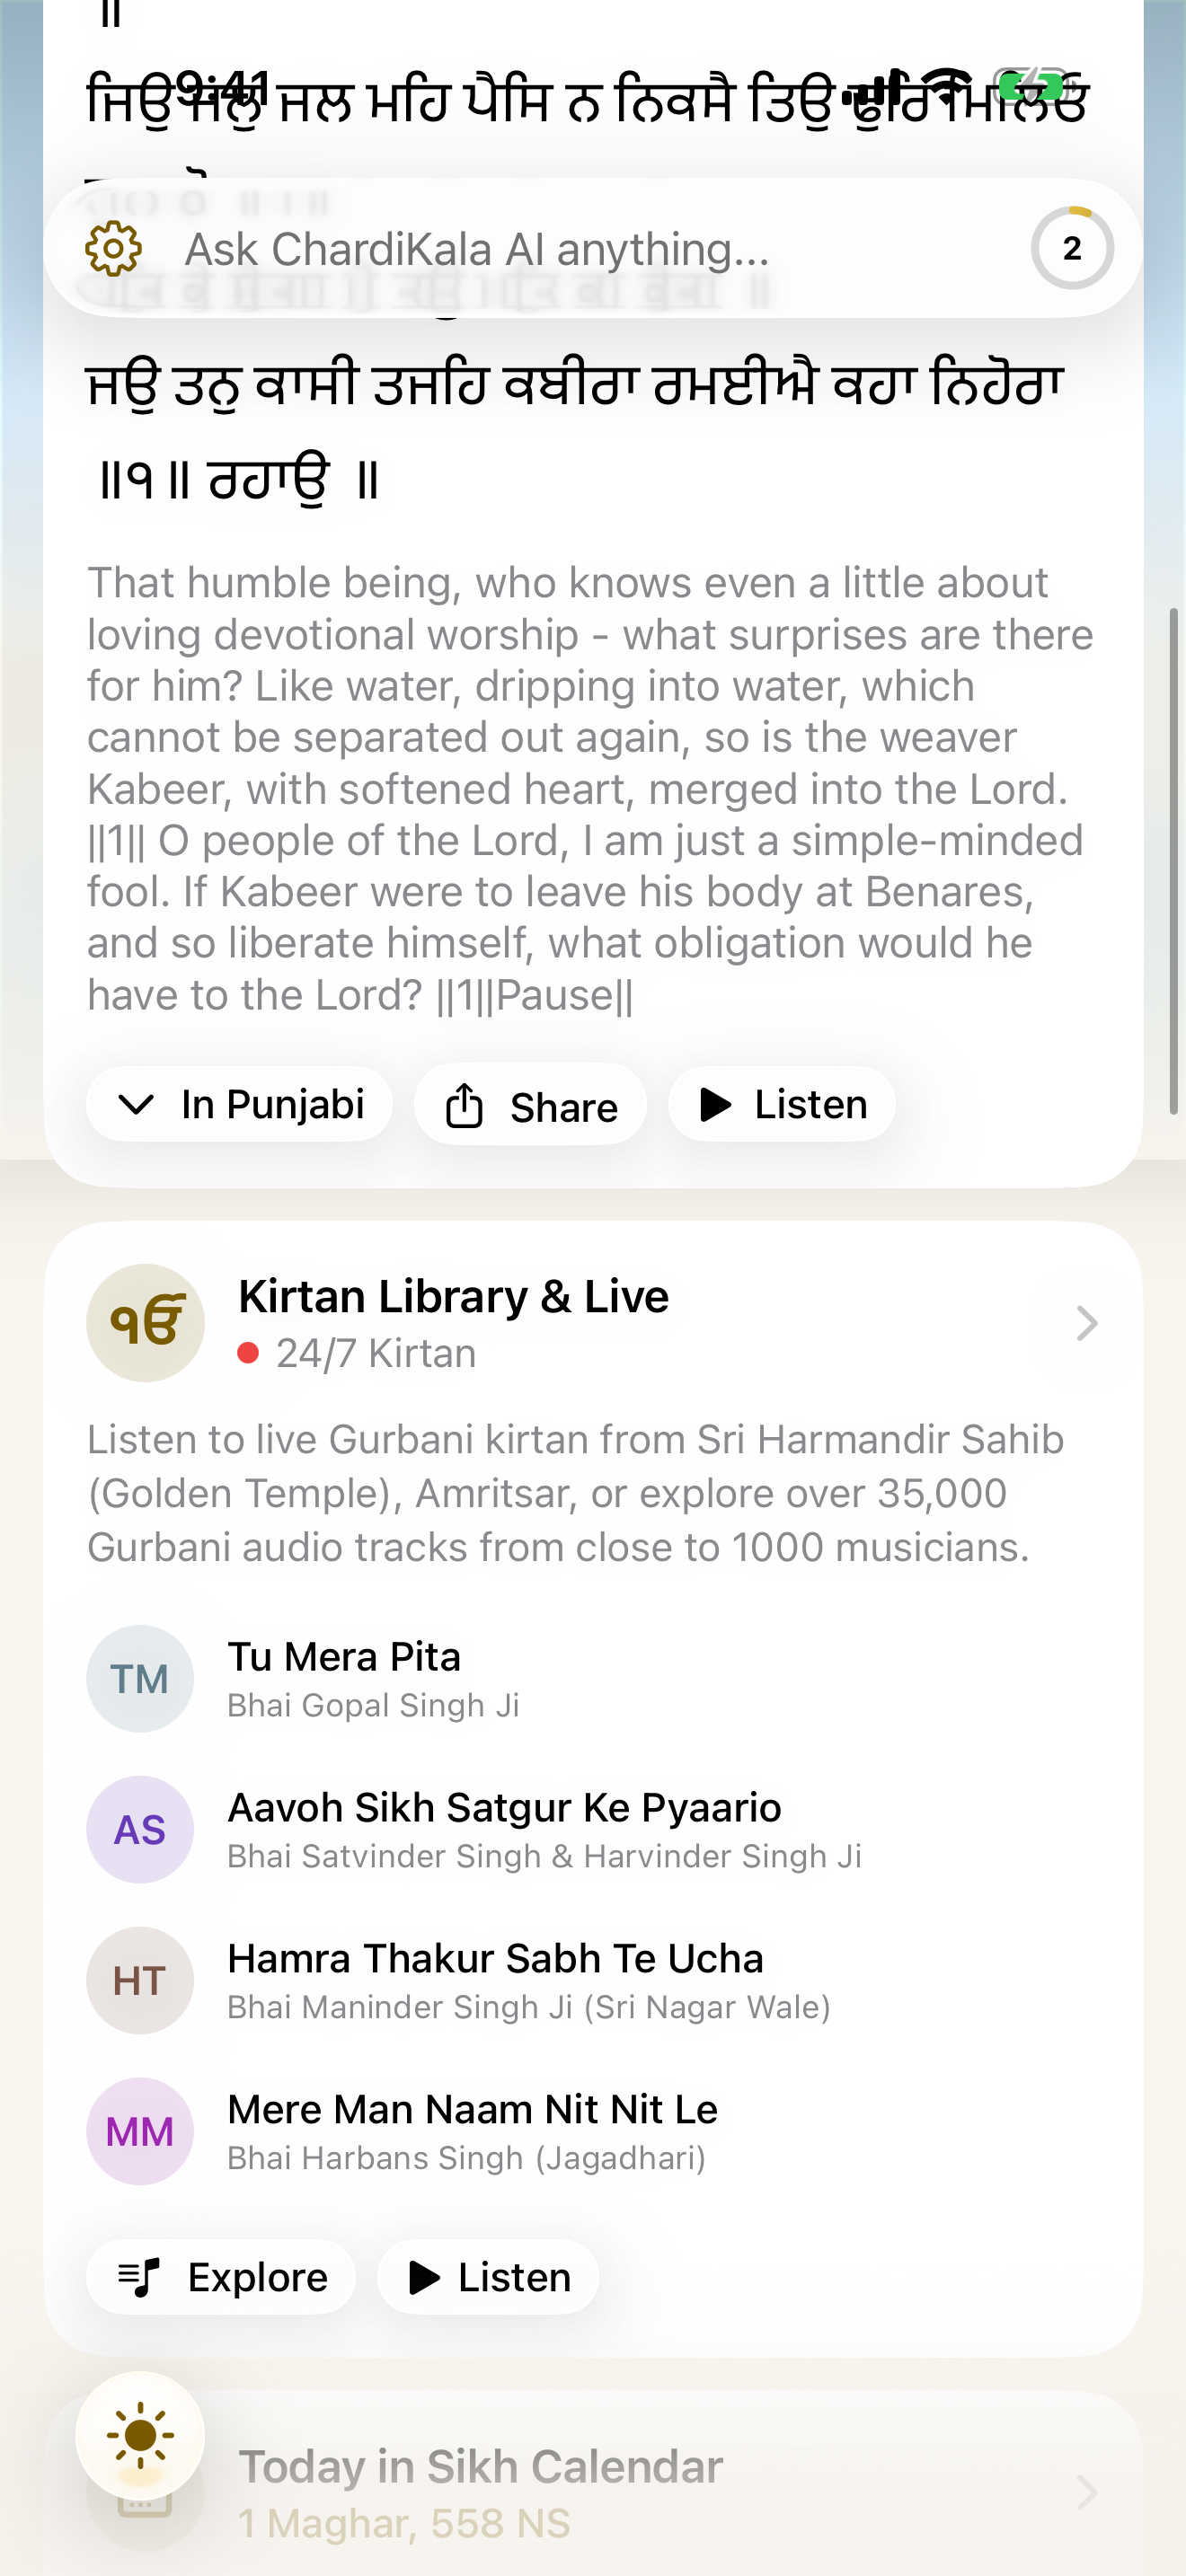 ॥
ਜਿਉ ਜਲੁ ਜਲ ਮਹਿ ਪੈਸਿ ਨ ਨਿਕਸੈ ਤਿਉ ਢੁਰਿ ਮਿਲਿਓ
9:41
Ask ChardiKala AI anything...
2
ਜਉ ਤਨੁ ਕਾਸੀ ਤਜਹਿ ਕਬੀਰਾ ਰਮਈਐ ਕਹਾ ਨਿਹੋਰਾ
॥੧॥ ਰਹਾਉ ॥
That humble being, who knows even a little about
loving devotional worship - what surprises are there
for him? Like water, dripping into water, which
cannot be separated out again, so is the weaver
Kabeer, with softened heart, merged into the Lord.
||1|| O people of the Lord, I am just a simple-minded
fool. If Kabeer were to leave his body at Benares,
and so liberate himself, what obligation would he
have to the Lord? ||1||Pause||
In Punjabi
Share
Listen
ੴ
Kirtan Library & Live
24/7 Kirtan
Listen to live Gurbani kirtan from Sri Harmandir Sahib
(Golden Temple), Amritsar, or explore over 35,000
Gurbani audio tracks from close to 1000 musicians.
TM
Tu Mera Pita
Bhai Gopal Singh Ji
AS
Aavoh Sikh Satgur Ke Pyaario
Bhai Satvinder Singh & Harvinder Singh Ji
HT
Hamra Thakur Sabh Te Ucha
Bhai Maninder Singh Ji (Sri Nagar Wale)
MM
Mere Man Naam Nit Nit Le
Bhai Harbans Singh (Jagadhari)
Explore
Listen
Today in Sikh Calendar
1 Maghar, 558 NS